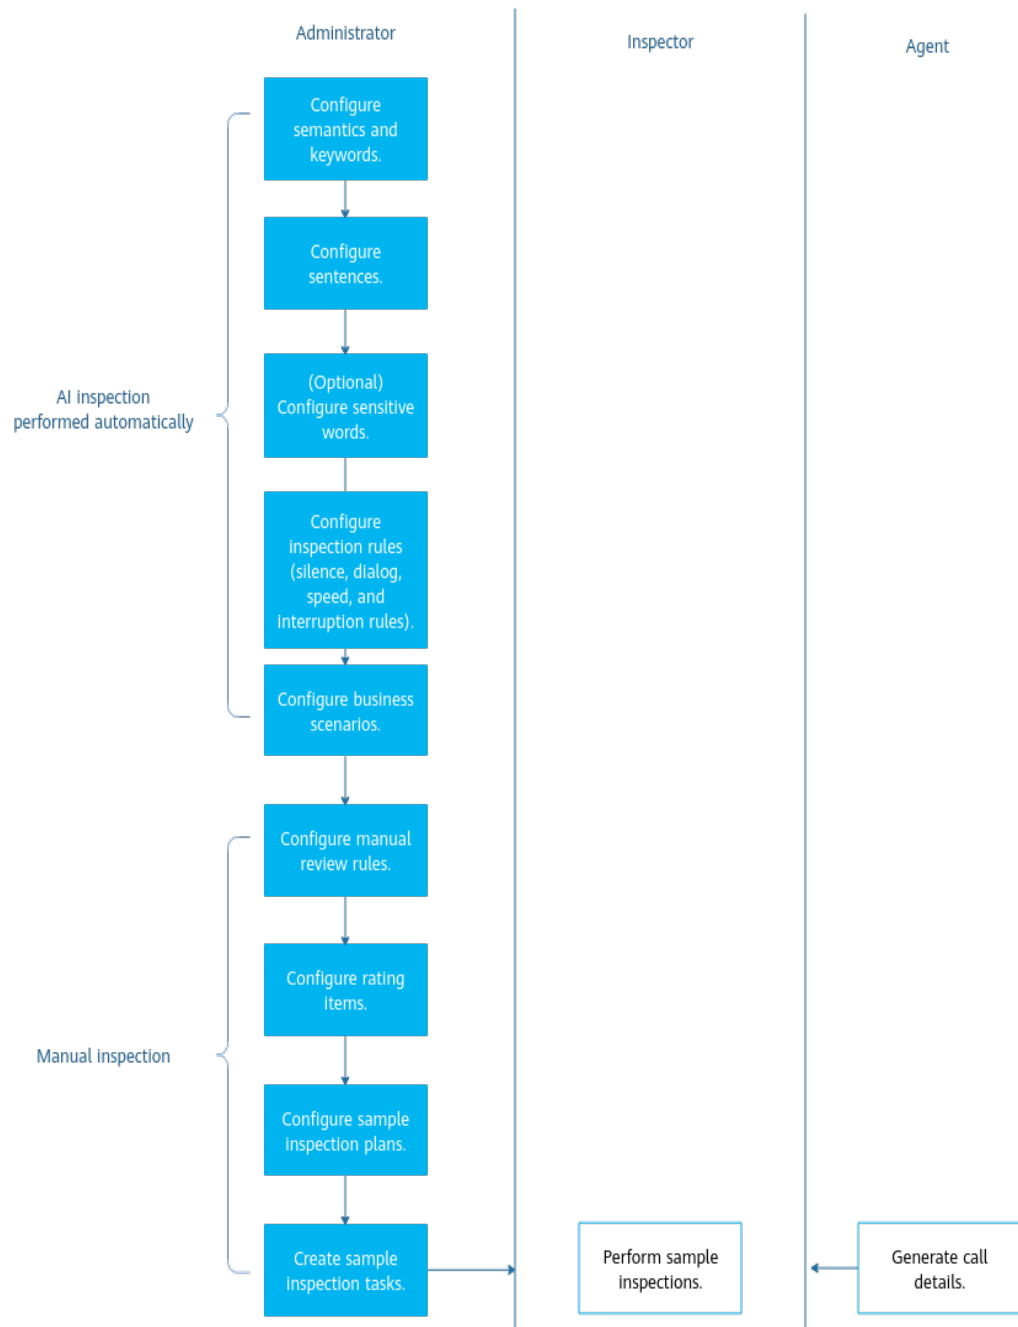 Administrator
Inspector
Agent
Configure
semantics and
keywords.
Configure
sentences.
(Optional)
Configure sensitive
words.
AI inspection
performed automatically
Configure
inspection rules
(silence, dialog,
speed, and
interruption rules).
Configure business
scenarios.
Configure manual
review rules.
Configure rating
items.
Manual inspection
Configure sample
inspection plans.
Create sample
inspection tasks.
Perform sample
inspections.
Generate call
details.